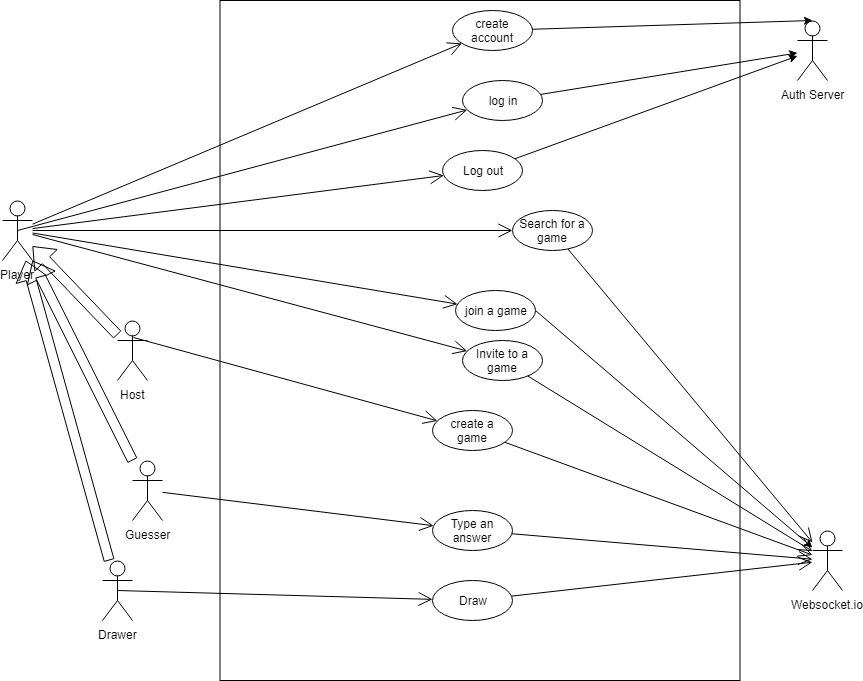 create
account
Auth Server
log in
Log out
Search for a
game
Player
join a game
Invite to a
game
Host
create a
game
Guesser
Type an
answer
Websocket.io
Draw
Drawer